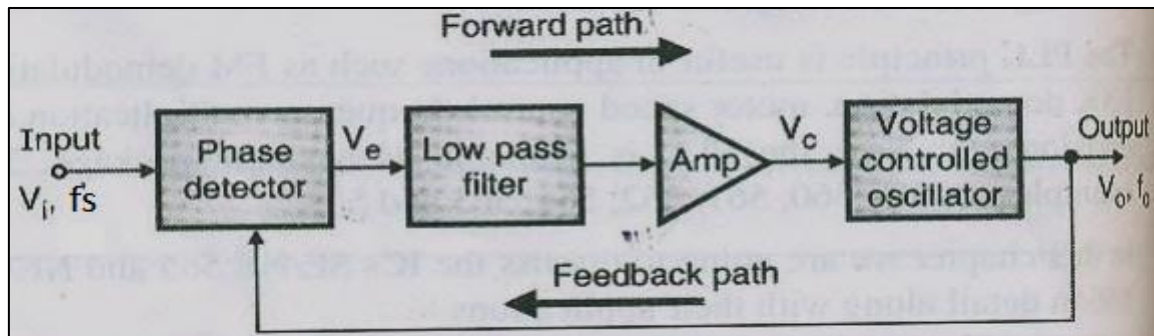 Forward path
Input
Vi, fs
Phase
detector
Ve
Low pass
filter
Amp
Vc
Voltage
controlled
oscillator
Output
Vo, fo
Feedback path